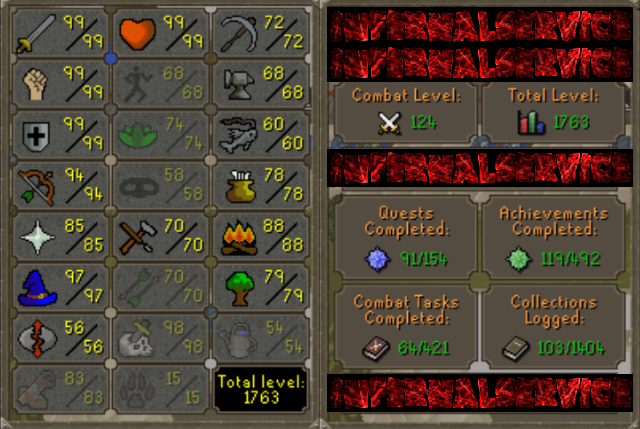 99/99 99/99 72/72
99/99 68/68 68/68
99/99 74/74 60/60
94/94 58/58 78/78
85/85 70/70 88/88
97/97 70/70 79/79
56/56 98/98 54/54
83/83 15/15 Total level:
1763
INFERNALSERVICE
INFERNALSERVICE
Combat Level: Total Level:
124 1763
INFERNALSERVICE
Quests Achievements
Completed: Completed:
91/154 119/492
Combat Tasks Collections
Completed: Logged:
64/421 103/1404
INFERNALSERVICE